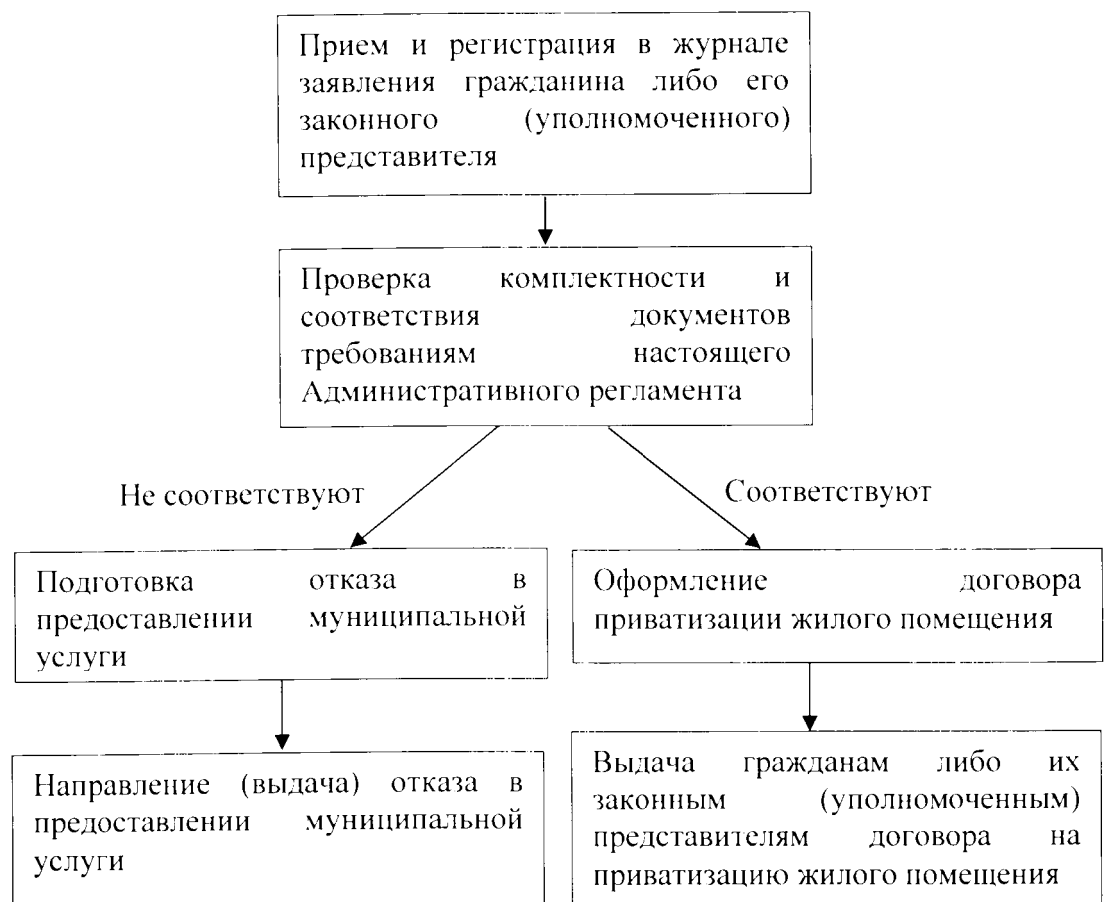 Прием и регистрация в журнале
заявления гражданина либо его
законного (уполномоченного)
представителя
Проверка комплектности и
соответствия документов
требованиям настоящего
Административного регламента
Не соответствуют
Соответствуют
Подготовка отказа в
предоставлении муниципальной
услуги
Оформление договора
приватизации жилого помещения
Направление (выдача) отказа в
предоставлении муниципальной
услуги
Выдача гражданам либо их
законным (уполномоченным)
представителям договора на
приватизацию жилого помещения